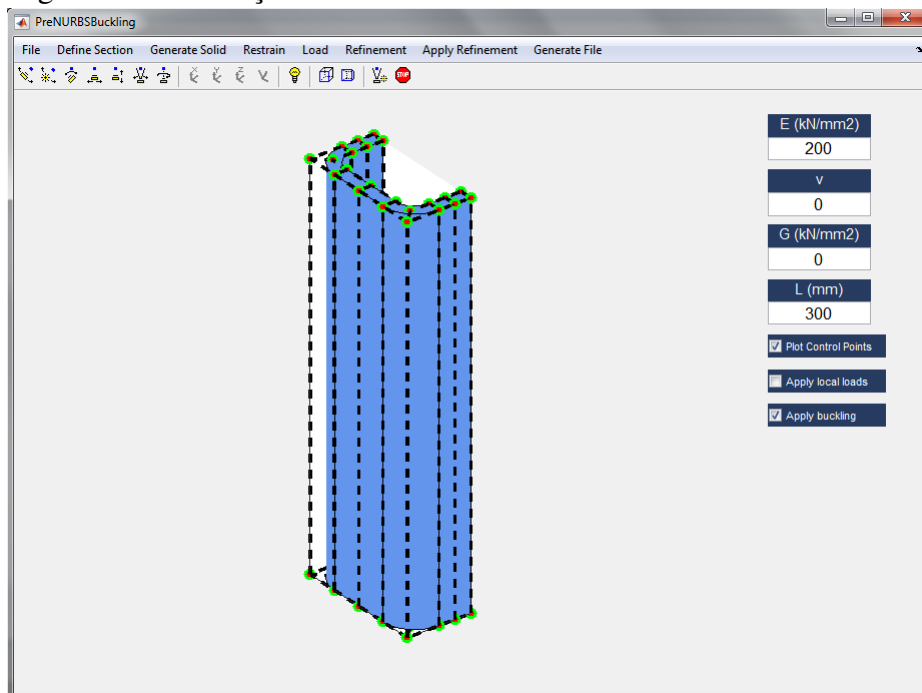 PreNURBSBuckling
File Define Section Generate Solid Restrain Load Refinement Apply Refinement Generate File
STOP
E (kN/mm2)
200
v
0
G (kN/mm2)
0
L (mm)
300
Plot Control Points
Apply local loads
Apply buckling